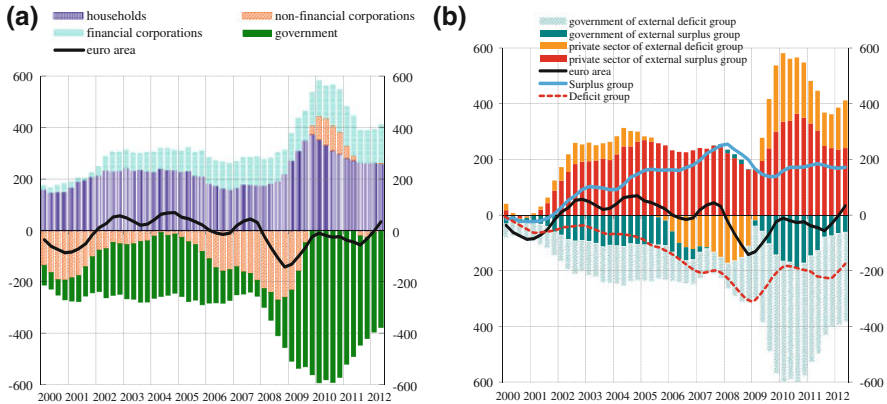 (a)
households
non-financial corporations
financial corporations
government
euro area
600 600
400 400
200 200
0 0
-200 -200
-400 -400
-600 -600
2000 2001 2002 2003 2004 2005 2006 2007 2008 2009 2010 2011 2012
(b)
government of external deficit group
government of external surplus group
private sector of external deficit group
private sector of external surplus group
euro area
Surplus group
Deficit group
600 600
400 400
200 200
0 0
200 200
400 400
600 600
2000 2001 2002 2003 2004 2005 2006 2007 2008 2009 2010 2011 2012